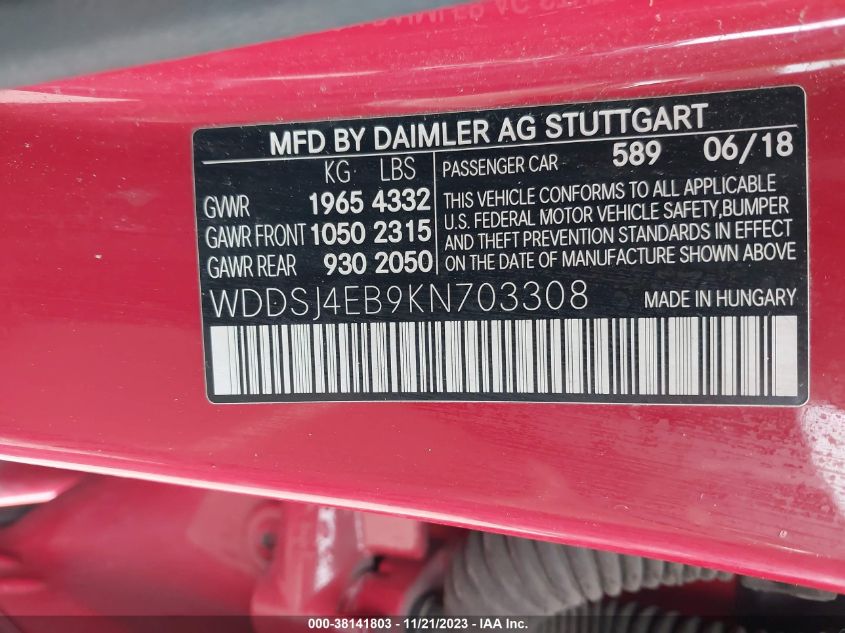 MFD BY DAIMLER AG STUTTGART
KG LBS
GVWR 1965 4332
GAWR FRONT 1050 2315
GAWR REAR 930 2050
PASSENGER CAR 589 06/18
THIS VEHICLE CONFORMS TO ALL APPLICABLE
U.S. FEDERAL MOTOR VEHICLE SAFETY,BUMPER
AND THEFT PREVENTION STANDARDS IN EFFECT
ON THE DATE OF MANUFACTURE SHOWN ABOVE
WDDSJ4EB9KN703308 MADE IN HUNGARY
000-38141803 - 11/21/2023 - IAA Inc.